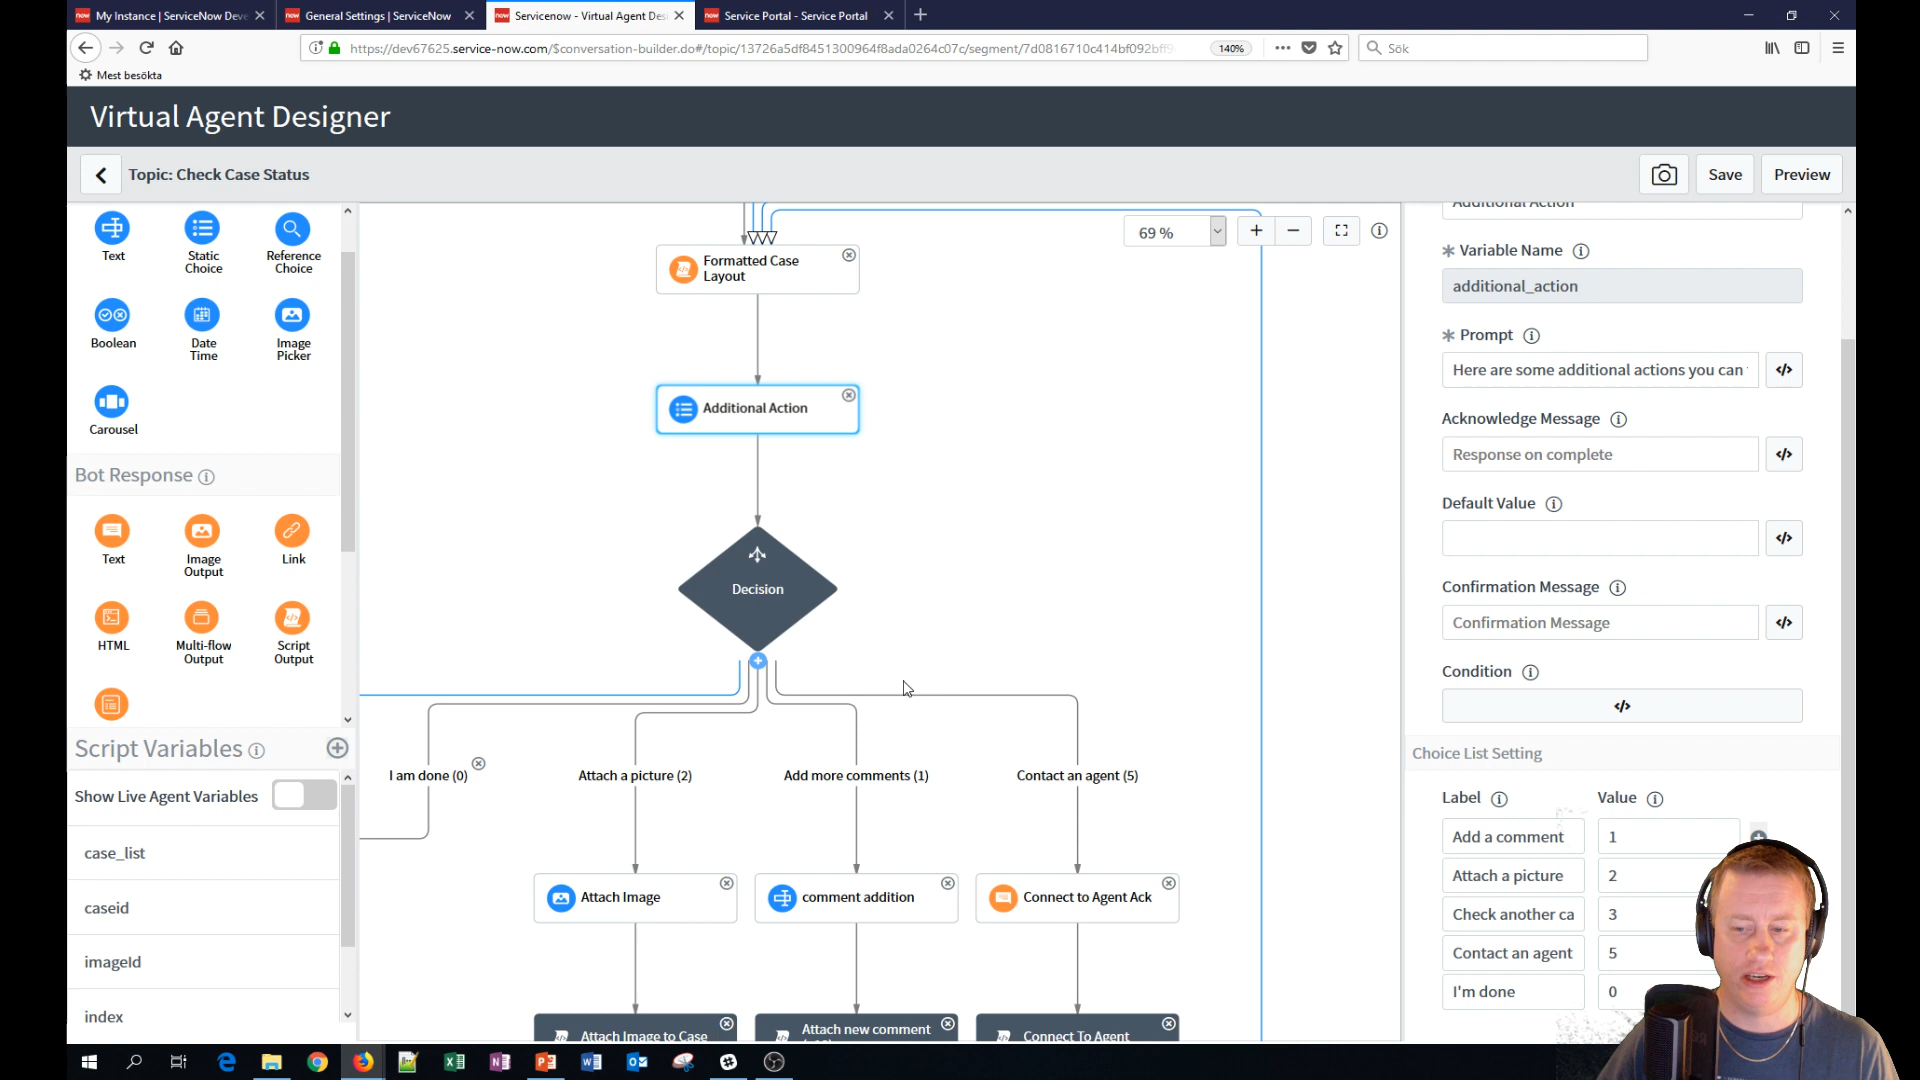 My Instance | ServiceNow Deve
General Settings | ServiceNow
Servicenow - Virtual Agent Des
Service Portal - Service Portal
https://dev67625.service-now.com/$conversation-builder.do#/topic/13726a5df8451300964f8ada0264c07c/segment/7d0816710c414bf092bff9
140%
Sök
Mest besökta
Virtual Agent Designer
Topic: Check Case Status
Save
Preview
Text
Static
Choice
Reference
Choice
Boolean
Date
Time
Image
Picker
Carousel
Bot Response
Text
Image
Output
Link
HTML
Multi-flow
Output
Script
Output
Script Variables
Show Live Agent Variables
case_list
caseid
imageId
index
69 %
Formatted Case
Layout
Additional Action
Decision
I am done (0)
Attach a picture (2)
Add more comments (1)
Contact an agent (5)
Attach Image
comment addition
Connect to Agent Ack
Attach Image to Case
Attach new comment
Connect To Agent
Additional Action
Variable Name
additional_action
Prompt
Here are some additional actions you can
Acknowledge Message
Response on complete
Default Value
Confirmation Message
Confirmation Message
Condition
Choice List Setting
Label
Value
Add a comment
1
Attach a picture
2
Check another ca
3
Contact an agent
5
I'm done
0